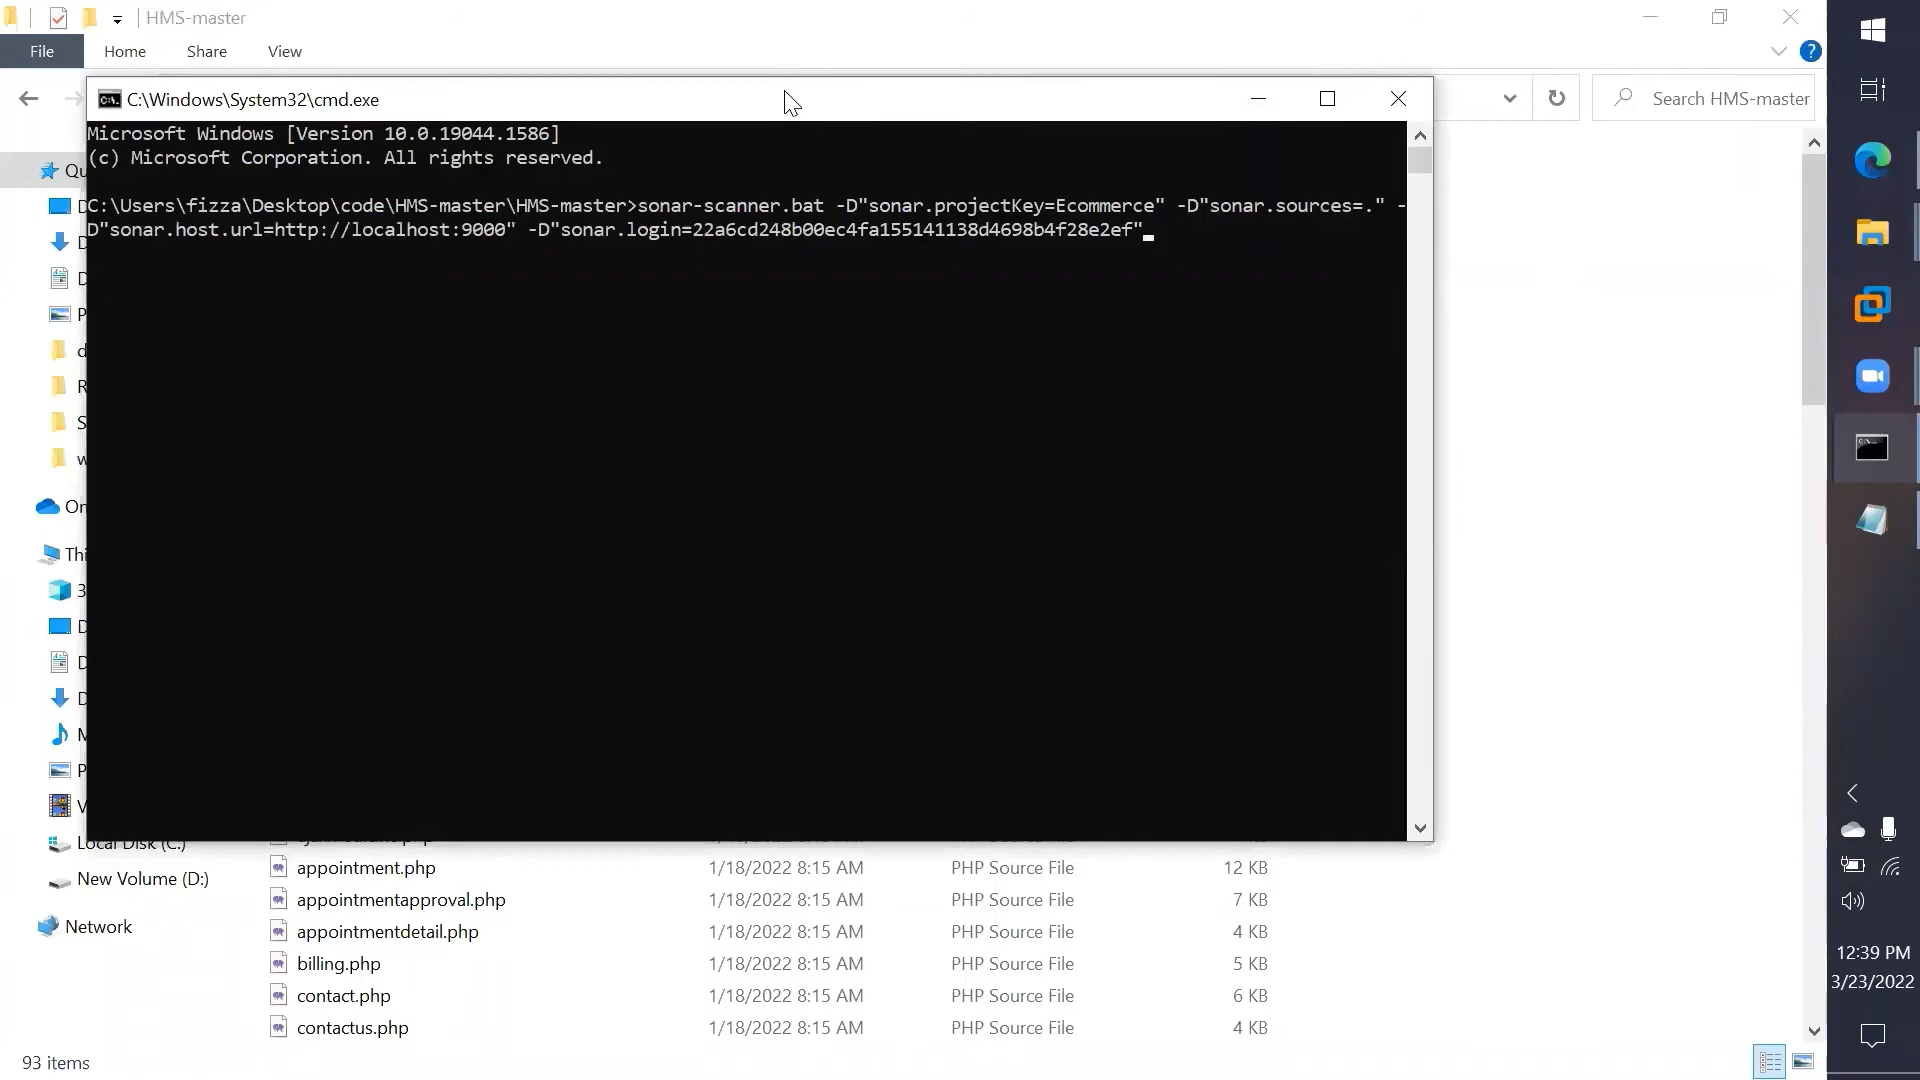 HMS-master
File
Home
Share
View
C:\Windows\System32\cmd.exe
Search HMS-master
Microsoft Windows [Version 10.0.19044.1586]
(c) Microsoft Corporation. All rights reserved.
C:\Users\fizza\Desktop\code\HMS-master\HMS-master>sonar-scanner.bat -D"sonar.projectKey=Ecommerce" -D"sonar.sources=." -
D"sonar.host.url=http://localhost:9000" -D"sonar.login=22a6cd248b00ec4fa155141138d4698b4f28e2ef"
Local Disk (C:)
New Volume (D:)
Network
appointment.php 1/18/2022 8:15 AM PHP Source File 12 KB
appointmentapproval.php 1/18/2022 8:15 AM PHP Source File 7 KB
appointmentdetail.php 1/18/2022 8:15 AM PHP Source File 4 KB
billing.php 1/18/2022 8:15 AM PHP Source File 5 KB
contact.php 1/18/2022 8:15 AM PHP Source File 6 KB
contactus.php 1/18/2022 8:15 AM PHP Source File 4 KB
93 items
12:39 PM
3/23/2022